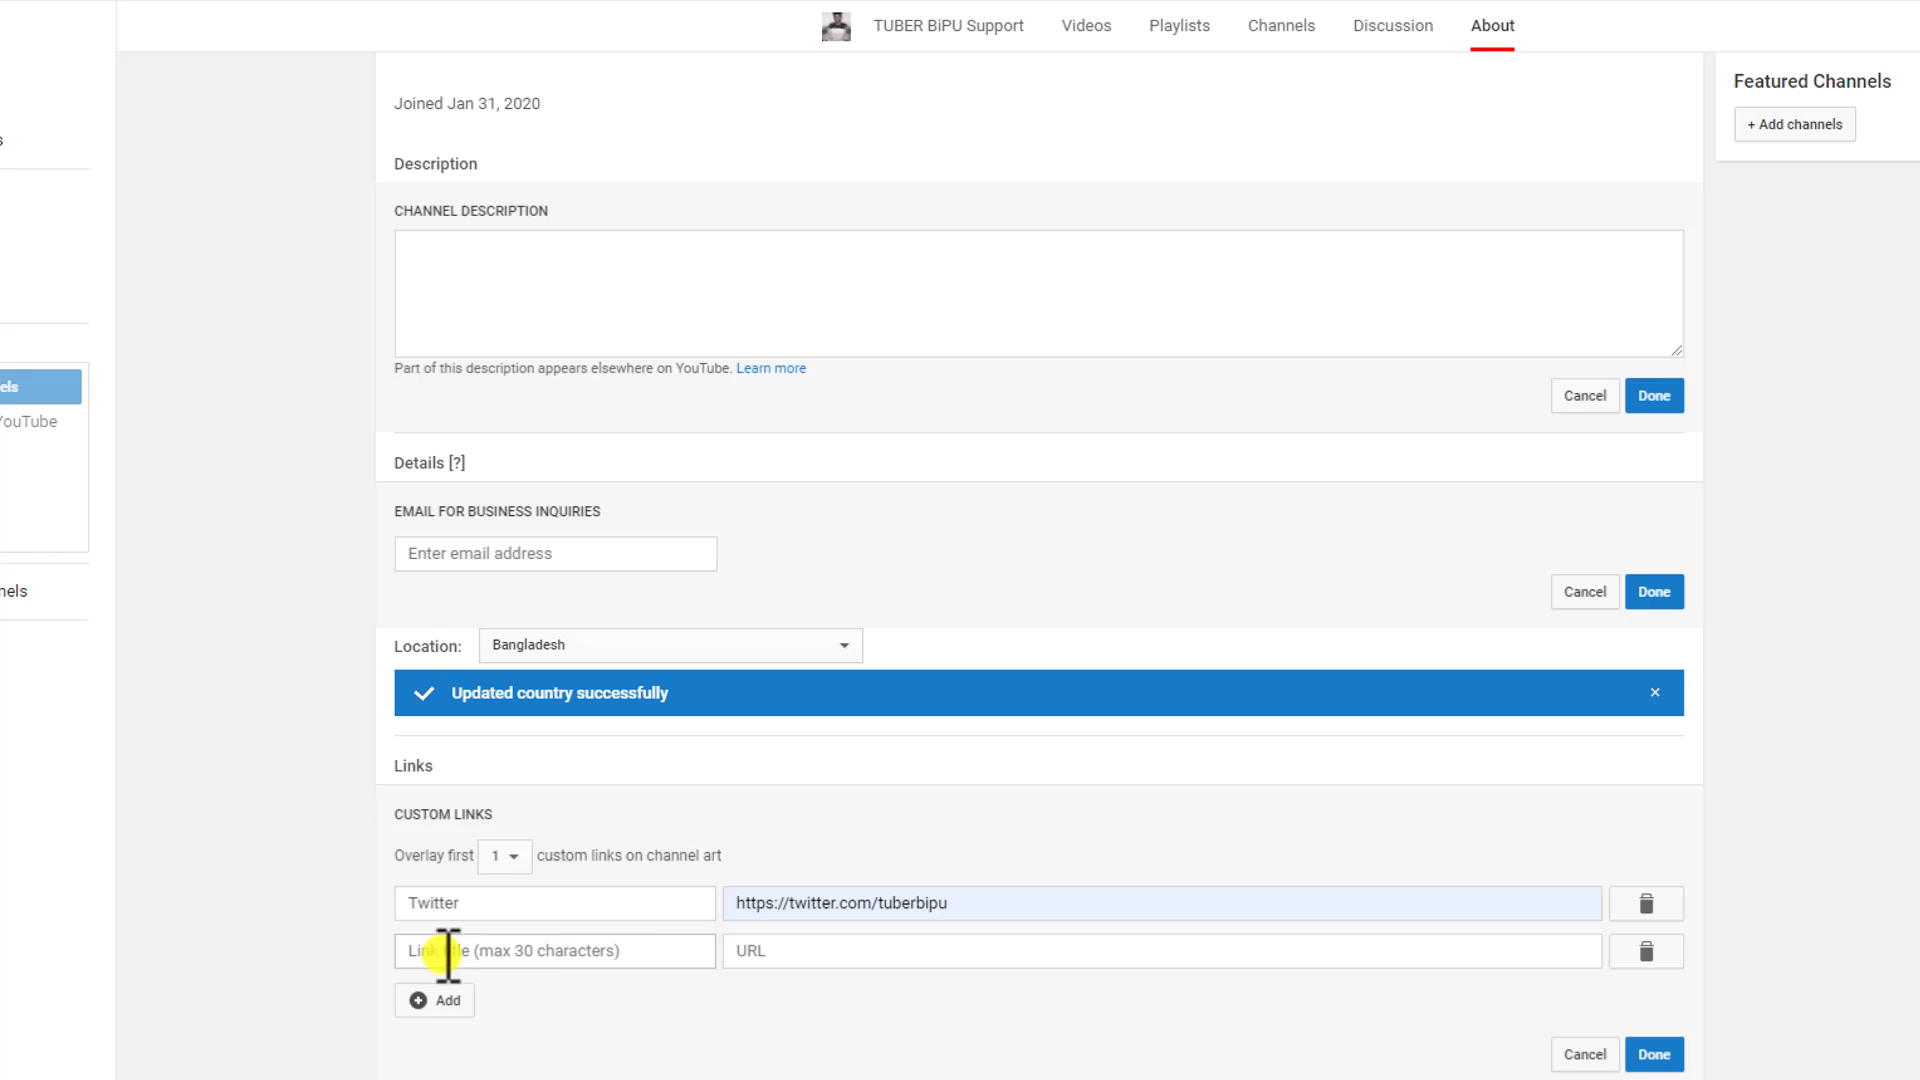 TUBER BiPU Support Videos Playlists Channels Discussion About
Featured Channels
+ Add channels
s
Joined Jan 31, 2020
Description
CHANNEL DESCRIPTION
Part of this description appears elsewhere on YouTube. Learn more
els
YouTube
Cancel Done
Details [?]
EMAIL FOR BUSINESS INQUIRIES
Enter email address
nels
Cancel Done
Location: Bangladesh
Updated country successfully
Links
CUSTOM LINKS
Overlay first 1 custom links on channel art
Twitter https://twitter.com/tuberbipu
Link title (max 30 characters) URL
Add
Cancel Done